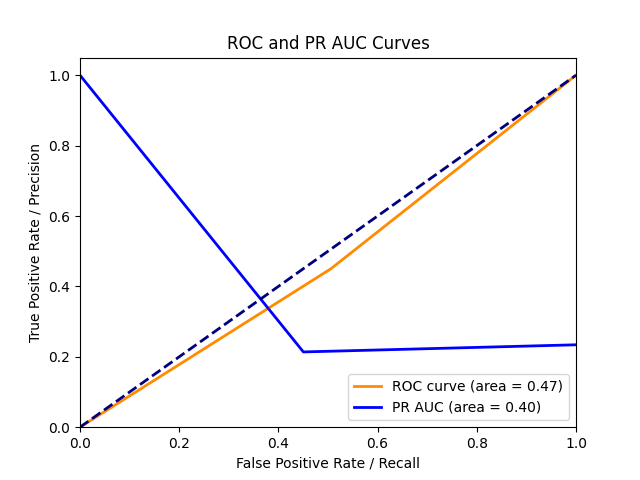 ROC and PR AUC Curves
True Positive Rate / Precision
1.0
0.8
0.6
0.4
0.2
0.0
0.0 0.2 0.4 0.6 0.8 1.0
False Positive Rate / Recall
ROC curve (area = 0.47)
PR AUC (area = 0.40)